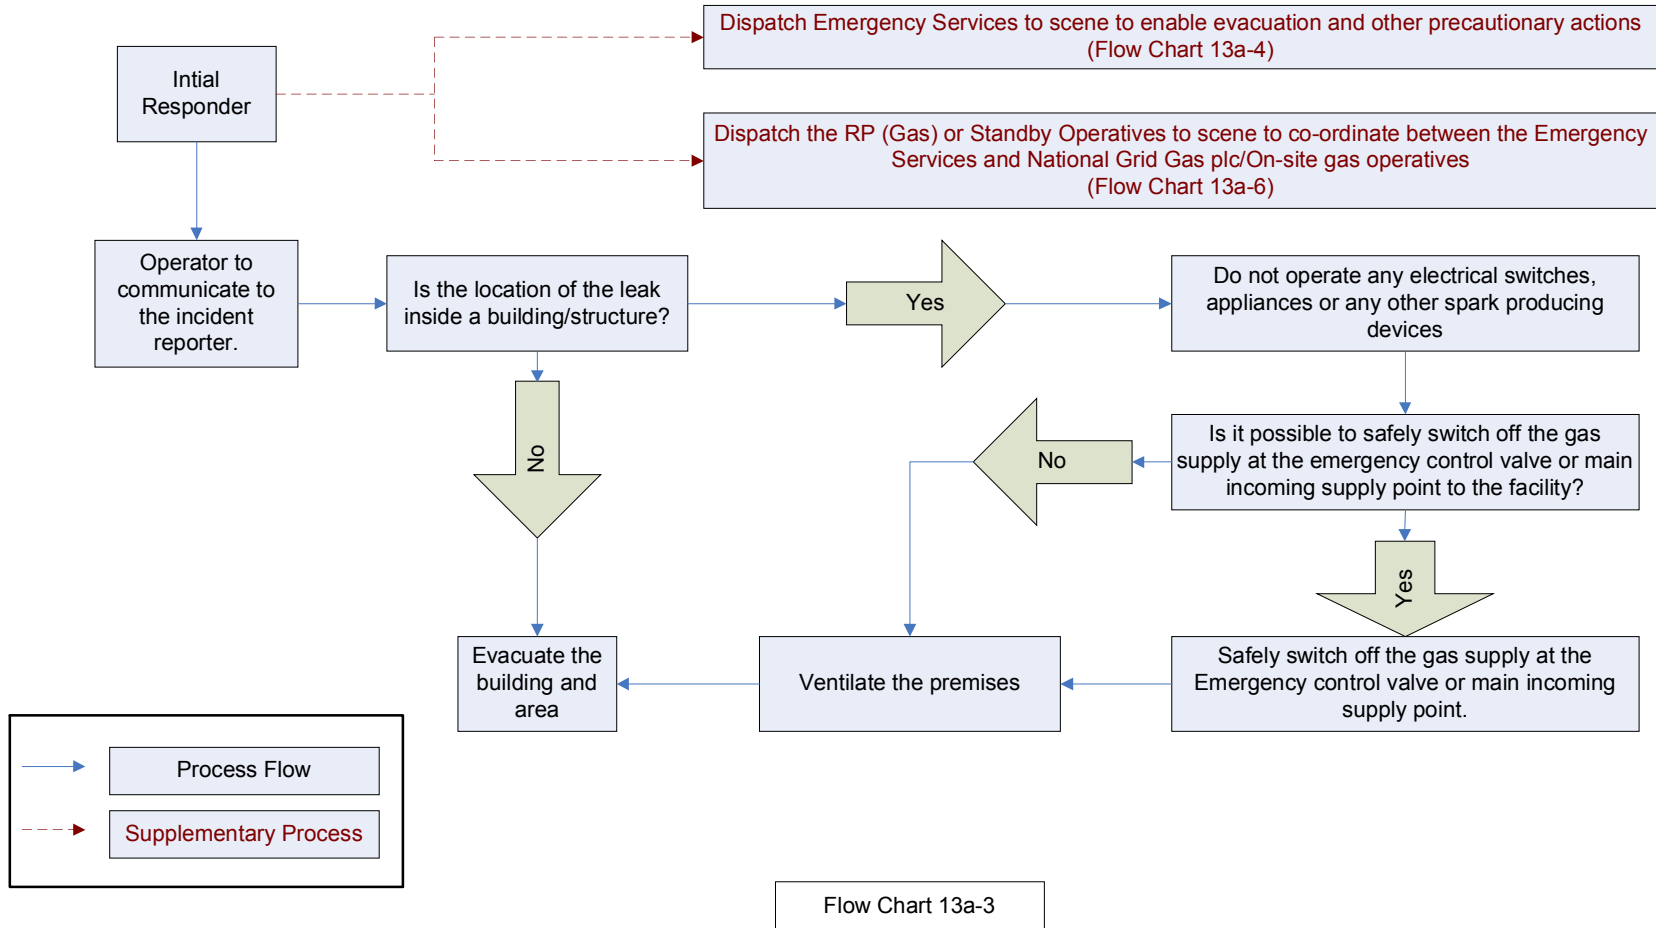 Dispatch Emergency Services to scene to enable evacuation and other precautionary actions
(Flow Chart 13a-4)
Intial
Responder
Dispatch the RP (Gas) or Standby Operatives to scene to co-ordinate between the Emergency
Services and National Grid Gas plc/On-site gas operatives
(Flow Chart 13a-6)
Operator to
communicate to
the incident
reporter.
Is the location of the leak
inside a building/structure?
Yes
Do not operate any electrical switches,
appliances or any other spark producing
devices
No
No
Is it possible to safely switch off the gas
supply at the emergency control valve or main
incoming supply point to the facility?
Yes
Evacuate the
building and
area
Ventilate the premises
Safely switch off the gas supply at the
Emergency control valve or main incoming
supply point.
Process Flow
Supplementary Process
Flow Chart 13a-3